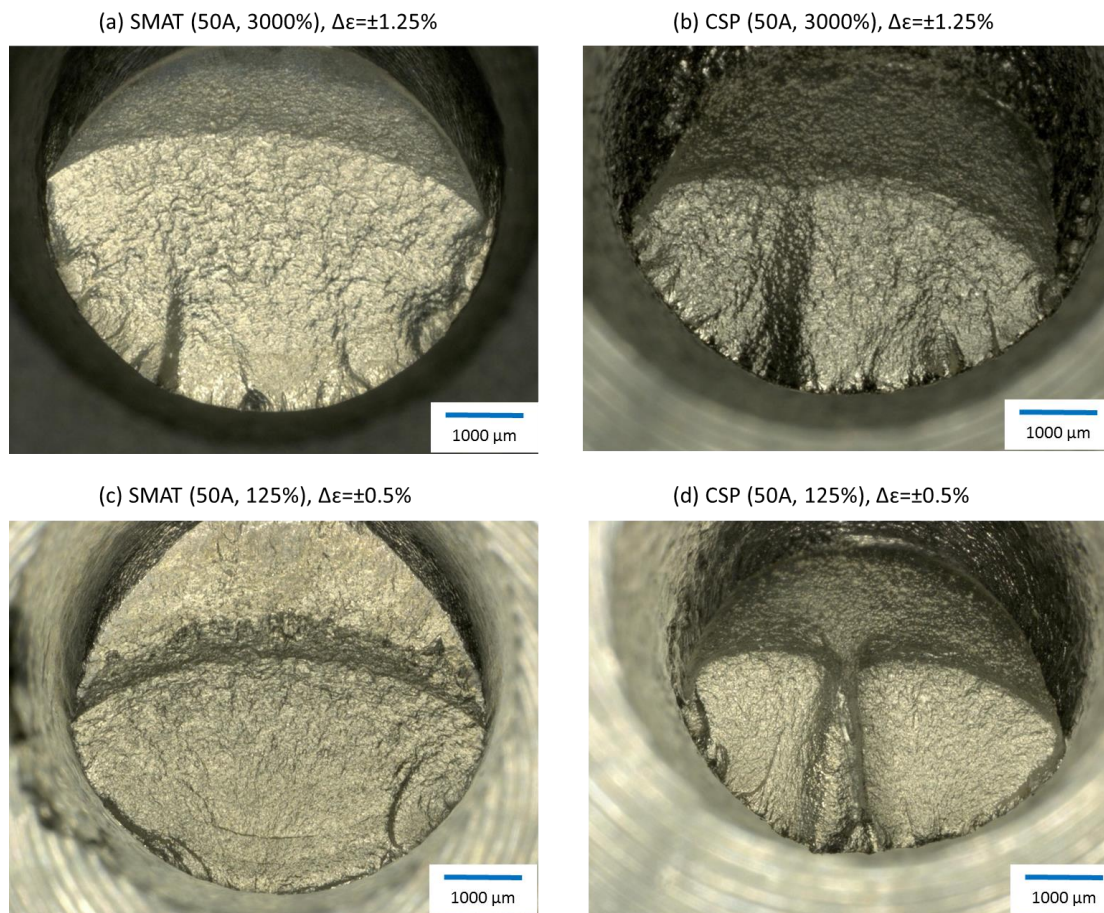 (a) SMAT (50A, 3000%), Δε=±1.25%
(b) CSP (50A, 3000%), Δε=±1.25%
1000 µm
1000 µm
(c) SMAT (50A, 125%), Δε=±0.5%
(d) CSP (50A, 125%), Δε=±0.5%
1000 µm
1000 µm